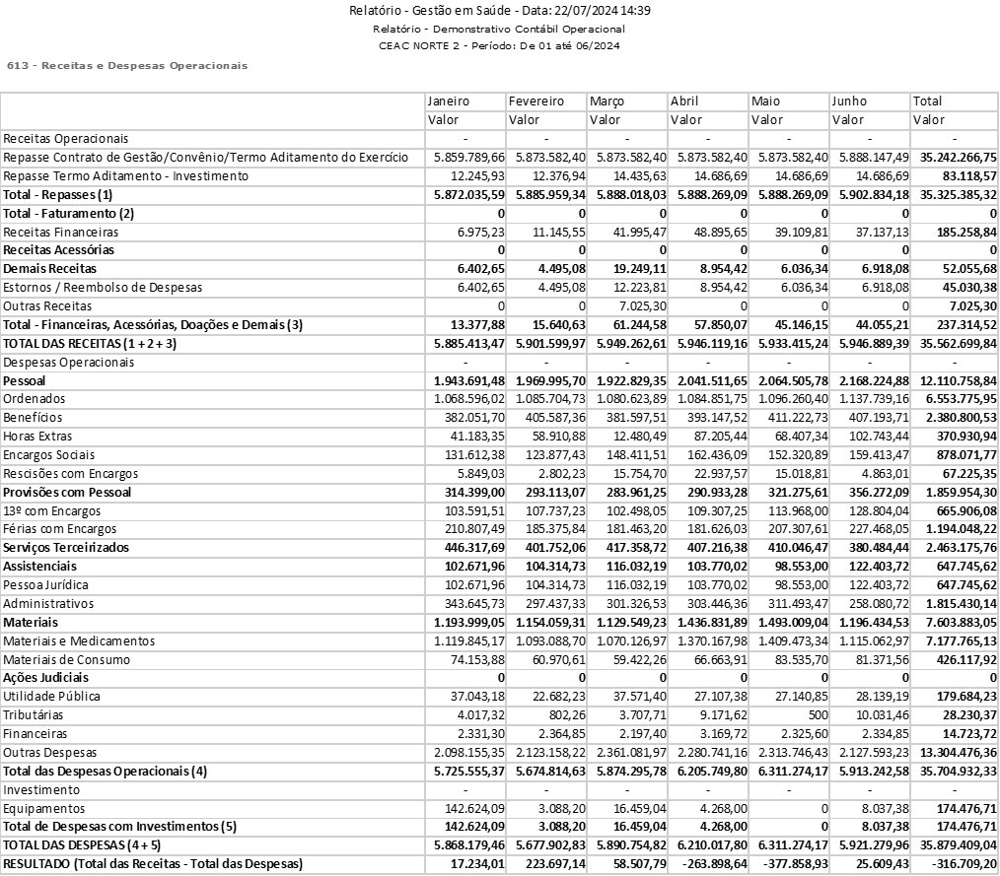 Relatório - Gestão em Saúde - Data: 22/07/2024 14:39
Relatório - Demonstrativo Contábil Operacional
CEAC NORTE 2 - Período: De 01 até 06/2024
613 - Receitas e Despesas Operacionais
Janeiro Fevereiro Março Abril Maio Junho Total
Valor Valor Valor Valor Valor Valor Valor
Receitas Operacionais - - - - - - -
Repasse Contrato de Gestão/Convênio/Termo Aditamento do Exercício 5.859.789,66 5.873.582,40 5.873.582,40 5.873.582,40 5.873.582,40 5.888.147,49 35.242.266,75
Repasse Termo Aditamento - Investimento 12.245,93 12.376,94 14.435,63 14.686,69 14.686,69 14.686,69 83.118,57
Total - Repasses (1) 5.872.035,59 5.885.959,34 5.888.018,03 5.888.269,09 5.888.269,09 5.902.834,18 35.325.385,32
Total - Faturamento (2) 0 0 0 0 0 0 0
Receitas Financeiras 6.975,23 11.145,55 41.995,47 48.895,65 39.109,81 37.137,13 185.258,84
Receitas Acessórias 0 0 0 0 0 0 0
Demais Receitas 6.402,65 4.495,08 19.249,11 8.954,42 6.036,34 6.918,08 52.055,68
Estornos / Reembolso de Despesas 6.402,65 4.495,08 12.223,81 8.954,42 6.036,34 6.918,08 45.030,38
Outras Receitas 0 0 7.025,30 0 0 0 7.025,30
Total - Financeiras, Acessórias, Doações e Demais (3) 13.377,88 15.640,63 61.244,58 57.850,07 45.146,15 44.055,21 237.314,52
TOTAL DAS RECEITAS (1 + 2 + 3) 5.885.413,47 5.901.599,97 5.949.262,61 5.946.119,16 5.933.415,24 5.946.889,39 35.562.699,84
Despesas Operacionais - - - - - - -
Pessoal 1.943.691,48 1.969.995,70 1.922.829,35 2.041.511,65 2.064.505,78 2.168.224,88 12.110.758,84
Ordenados 1.068.596,02 1.085.704,73 1.080.623,89 1.084.851,75 1.096.260,40 1.137.739,16 6.553.775,95
Benefícios 382.051,70 405.587,36 381.597,51 393.147,52 411.222,73 407.193,71 2.380.800,53
Horas Extras 41.183,35 58.910,88 12.480,49 87.205,44 68.407,34 102.743,44 370.930,94
Encargos Sociais 131.612,38 123.877,43 148.411,51 162.436,09 152.320,89 159.413,47 878.071,77
Rescisões com Encargos 5.849,03 2.802,23 15.754,70 22.937,57 15.018,81 4.863,01 67.225,35
Provisões com Pessoal 314.399,00 293.113,07 283.961,25 290.933,28 321.275,61 356.272,09 1.859.954,30
13º com Encargos 103.591,51 107.737,23 102.498,05 109.307,25 113.968,00 128.804,04 665.906,08
Férias com Encargos 210.807,49 185.375,84 181.463,20 181.626,03 207.307,61 227.468,05 1.194.048,22
Serviços Terceirizados 446.317,69 401.752,06 417.358,72 407.216,38 410.046,47 380.484,44 2.463.175,76
Assistenciais 102.671,96 104.314,73 116.032,19 103.770,02 98.553,00 122.403,72 647.745,62
Pessoa Jurídica 102.671,96 104.314,73 116.032,19 103.770,02 98.553,00 122.403,72 647.745,62
Administrativos 343.645,73 297.437,33 301.326,53 303.446,36 311.493,47 258.080,72 1.815.430,14
Materiais 1.193.999,05 1.154.059,31 1.129.549,23 1.436.831,89 1.493.009,04 1.196.434,53 7.603.883,05
Materiais e Medicamentos 1.119.845,17 1.093.088,70 1.070.126,97 1.370.167,98 1.409.473,34 1.115.062,97 7.177.765,13
Materiais de Consumo 74.153,88 60.970,61 59.422,26 66.663,91 83.535,70 81.371,56 426.117,92
Ações Judiciais 0 0 0 0 0 0 0
Utilidade Pública 37.043,18 22.682,23 37.571,40 27.107,38 27.140,85 28.139,19 179.684,23
Tributárias 4.017,32 802,26 3.707,71 9.171,62 500 10.031,46 28.230,37
Financeiras 2.331,30 2.364,85 2.197,40 3.169,72 2.325,60 2.334,85 14.723,72
Outras Despesas 2.098.155,35 2.123.158,22 2.361.081,97 2.280.741,16 2.313.746,43 2.127.593,23 13.304.476,36
Total das Despesas Operacionais (4) 5.725.555,37 5.674.814,63 5.874.295,78 6.205.749,80 6.311.274,17 5.913.242,58 35.704.932,33
Investimento - - - - - - -
Equipamentos 142.624,09 3.088,20 16.459,04 4.268,00 0 8.037,38 174.476,71
Total de Despesas com Investimentos (5) 142.624,09 3.088,20 16.459,04 4.268,00 0 8.037,38 174.476,71
TOTAL DAS DESPESAS (4 + 5) 5.868.179,46 5.677.902,83 5.890.754,82 6.210.017,80 6.311.274,17 5.921.279,96 35.879.409,04
RESULTADO (Total das Receitas - Total das Despesas) 17.234,01 223.697,14 58.507,79 -263.898,64 -377.858,93 25.609,43 -316.709,20